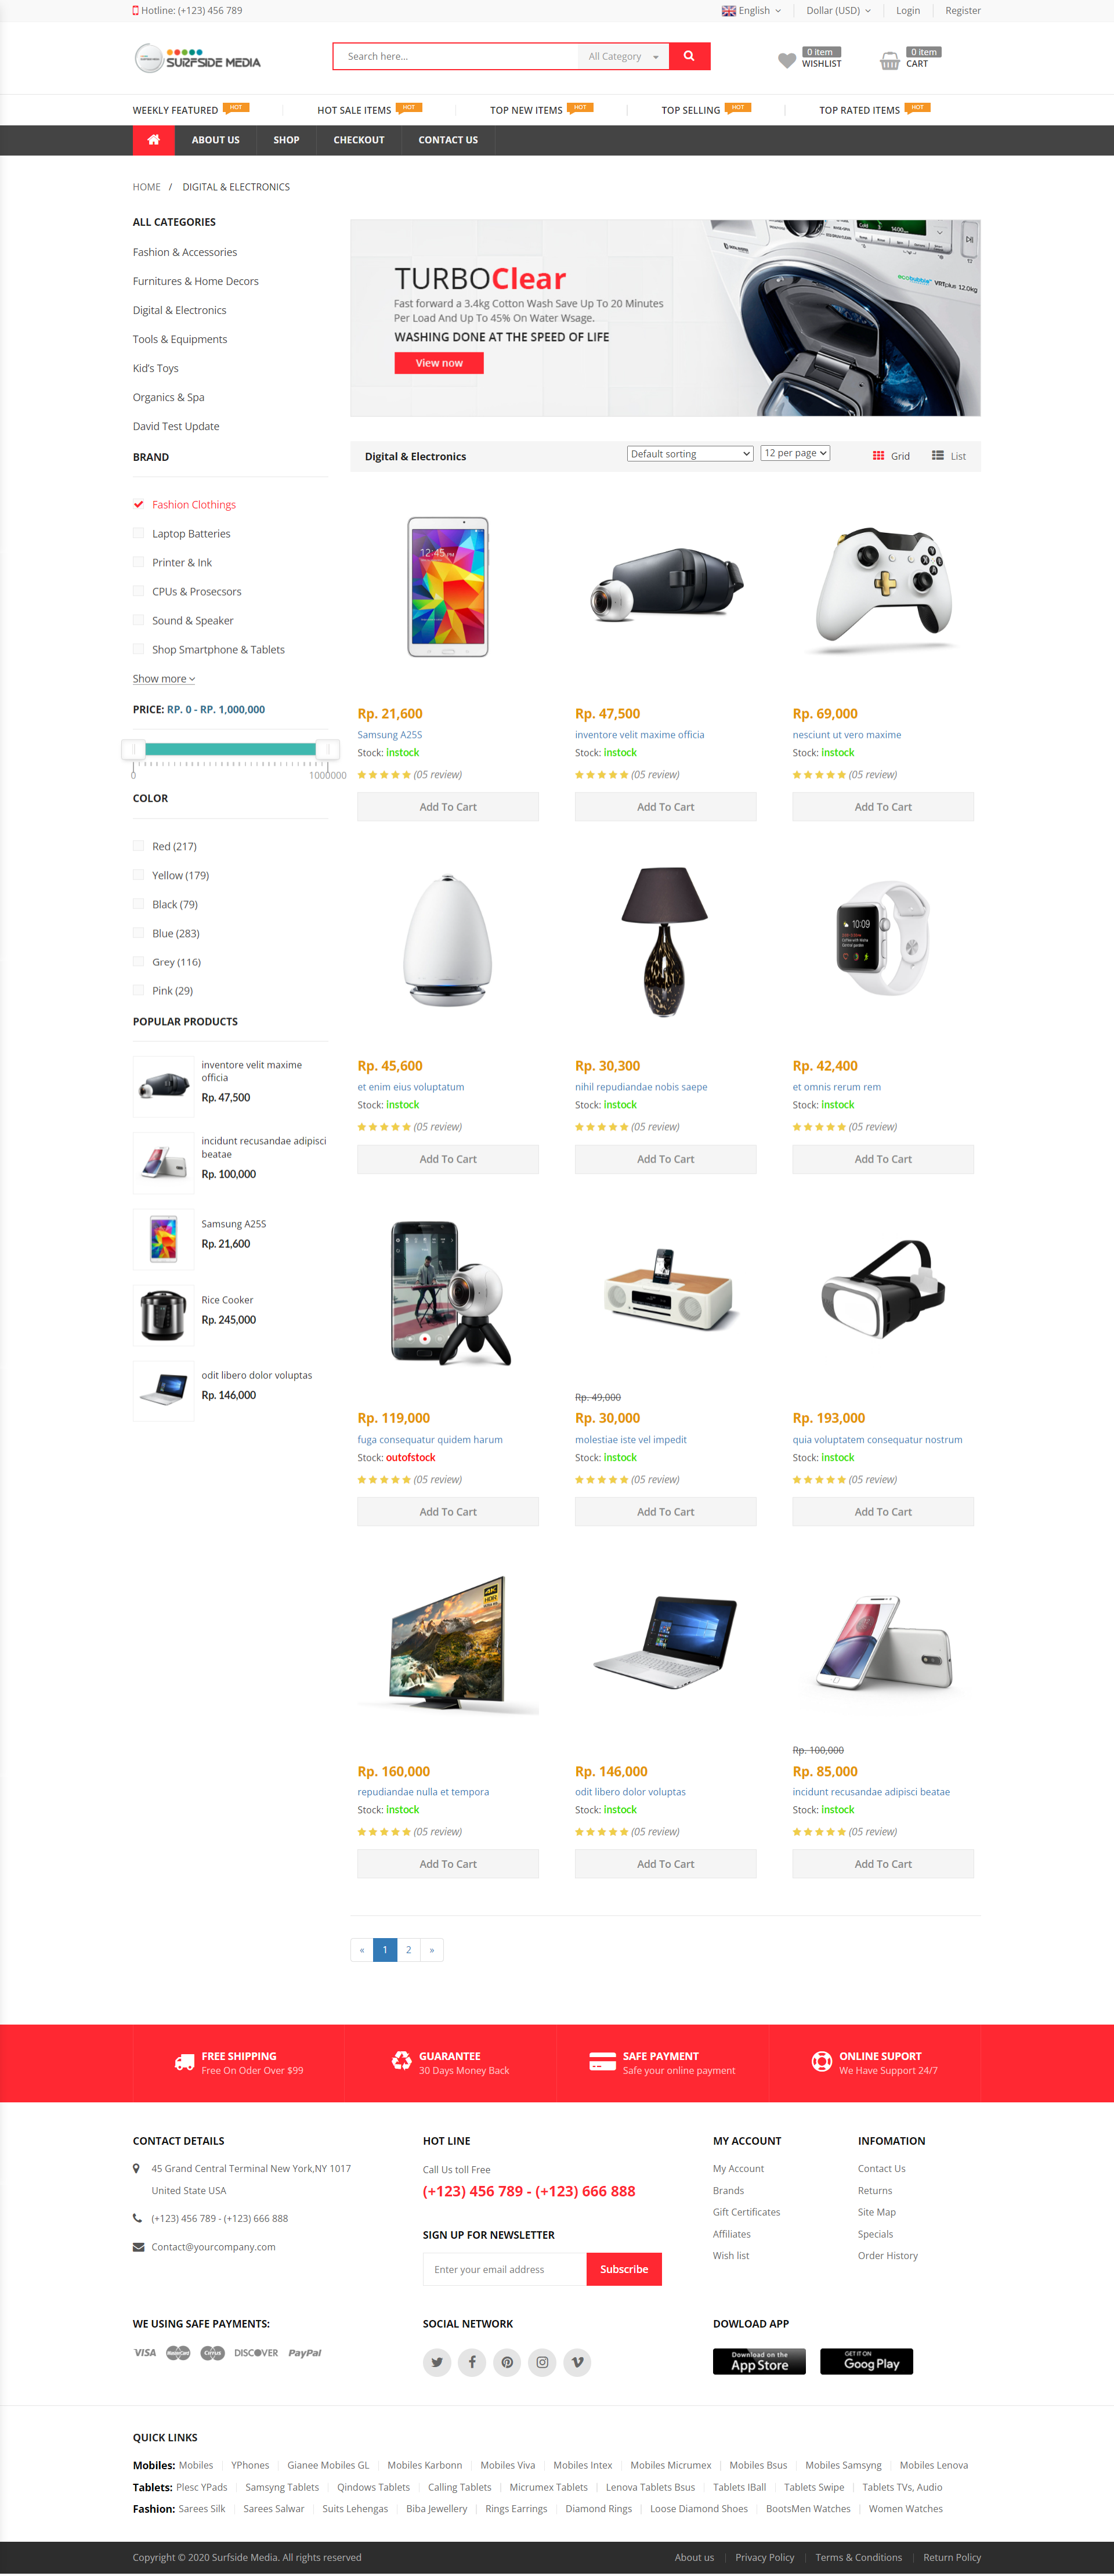 Hotline: (+123) 456 789
English
Dollar (USD)
Login
Register
SURFSIDE MEDIA
Search here...
All Category
0 item
WISHLIST
0 item
CART
WEEKLY FEATURED HOT
HOT SALE ITEMS HOT
TOP NEW ITEMS HOT
TOP SELLING HOT
TOP RATED ITEMS HOT
ABOUT US
SHOP
CHECKOUT
CONTACT US
HOME / DIGITAL & ELECTRONICS
ALL CATEGORIES
Fashion & Accessories
Furnitures & Home Decors
Digital & Electronics
Tools & Equipments
Kid's Toys
Organics & Spa
David Test Update
BRAND
Fashion Clothings
Laptop Batteries
Printer & Ink
CPUs & Prosecsors
Sound & Speaker
Shop Smartphone & Tablets
Show more
PRICE: RP. 0 - RP. 1,000,000
0
1000000
COLOR
Red (217)
Yellow (179)
Black (79)
Blue (283)
Grey (116)
Pink (29)
POPULAR PRODUCTS
inventore velit maxime
officia
Rp. 47,500
incidunt recusandae adipisci
beatae
Rp. 100,000
Samsung A25S
Rp. 21,600
Rice Cooker
Rp. 245,000
odit libero dolor voluptas
Rp. 146,000
TURBOClear
Fast forward a 3.4kg Cotton Wash Save Up To 20 Minutes
Per Load And Up To 45% On Water Wsage.
WASHING DONE AT THE SPEED OF LIFE
View now
ecobubble VRTplus 12.0kg
Digital & Electronics
Default sorting
12 per page
Grid
List
12:45
Rp. 21,600
Samsung A25S
Stock: instock
(05 review)
Add To Cart
Rp. 47,500
inventore velit maxime officia
Stock: instock
(05 review)
Add To Cart
Rp. 69,000
nesciunt ut vero maxime
Stock: instock
(05 review)
Add To Cart
Rp. 45,600
et enim eius voluptatum
Stock: instock
(05 review)
Add To Cart
Rp. 30,300
nihil repudiandae nobis saepe
Stock: instock
(05 review)
Add To Cart
10:09
Rp. 42,400
et omnis rerum rem
Stock: instock
(05 review)
Add To Cart
Rp. 119,000
fuga consequatur quidem harum
Stock: outofstock
(05 review)
Add To Cart
Rp. 49,000
Rp. 30,000
molestiae iste vel impedit
Stock: instock
(05 review)
Add To Cart
Rp. 193,000
quia voluptatem consequatur nostrum
Stock: instock
(05 review)
Add To Cart
4K
HDR
Rp. 160,000
repudiandae nulla et tempora
Stock: instock
(05 review)
Add To Cart
Rp. 146,000
odit libero dolor voluptas
Stock: instock
(05 review)
Add To Cart
Rp. 100,000
Rp. 85,000
incidunt recusandae adipisci beatae
Stock: instock
(05 review)
Add To Cart
« 1 2 »
FREE SHIPPING
Free On Oder Over $99
GUARANTEE
30 Days Money Back
SAFE PAYMENT
Safe your online payment
ONLINE SUPORT
We Have Support 24/7
CONTACT DETAILS
45 Grand Central Terminal New York,NY 1017
United State USA
(+123) 456 789 - (+123) 666 888
Contact@yourcompany.com
HOT LINE
Call Us toll Free
(+123) 456 789 - (+123) 666 888
SIGN UP FOR NEWSLETTER
Enter your email address
Subscribe
MY ACCOUNT
My Account
Brands
Gift Certificates
Affiliates
Wish list
INFOMATION
Contact Us
Returns
Site Map
Specials
Order History
WE USING SAFE PAYMENTS:
VISA MasterCard Cirrus DISCOVER PayPal
SOCIAL NETWORK
DOWLOAD APP
Download on the
App Store
GET IT ON
Goog Play
QUICK LINKS
Mobiles: Mobiles YPhones Gianee Mobiles GL Mobiles Karbonn Mobiles Viva Mobiles Intex Mobiles Micrumex Mobiles Bsus Mobiles Samsyng Mobiles Lenova
Tablets: Plesc YPads Samsyng Tablets Qindows Tablets Calling Tablets Micrumex Tablets Lenova Tablets Bsus Tablets IBall Tablets Swipe Tablets TVs, Audio
Fashion: Sarees Silk Sarees Salwar Suits Lehengas Biba Jewellery Rings Earrings Diamond Rings Loose Diamond Shoes BootsMen Watches Women Watches
Copyright © 2020 Surfside Media. All rights reserved
About us
Privacy Policy
Terms & Conditions
Return Policy